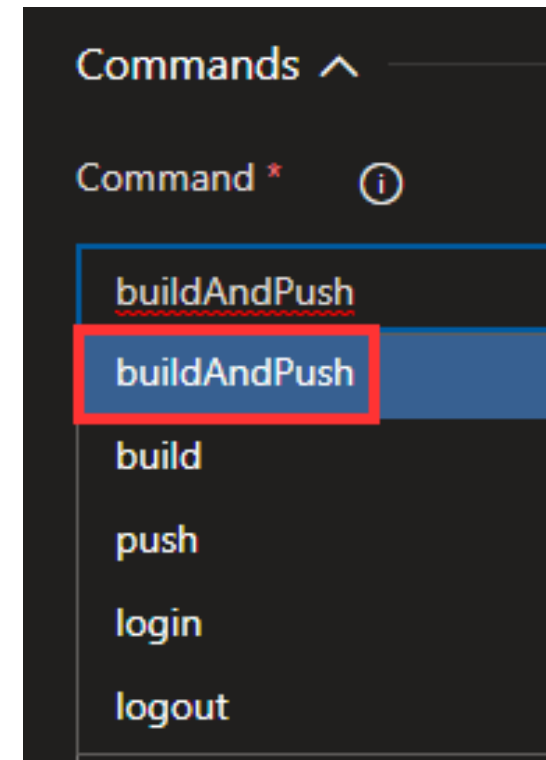 Commands
Command *
buildAndPush
buildAndPush
build
push
login
logout